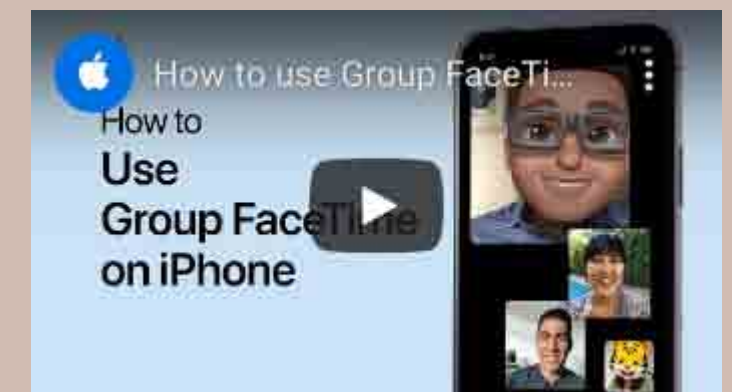 How to use Group FaceTi...
How to
Use
Group FaceTime
on iPhone